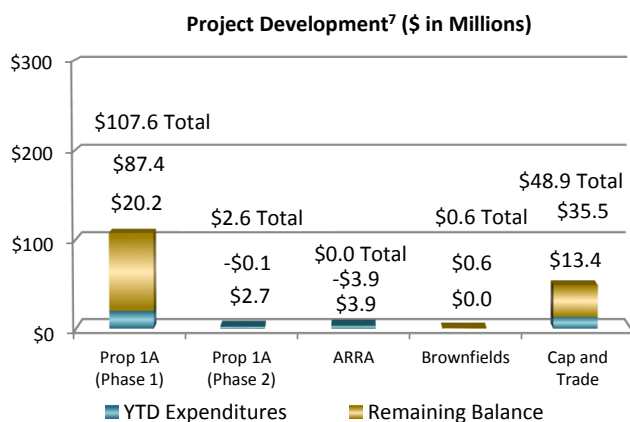 Project Development7 ($ in Millions)
$300
$107.6 Total
$200
$87.4
$48.9 Total
$20.2
$2.6 Total
$0.6 Total
$35.5
$100
-$0.1
$0.0 Total
-$3.9
$0.6
$13.4
$2.7
$3.9
$0.0
$0
Prop 1A
(Phase 1)
Prop 1A
(Phase 2)
ARRA
Brownfields
Cap and
Trade
YTD Expenditures
Remaining Balance